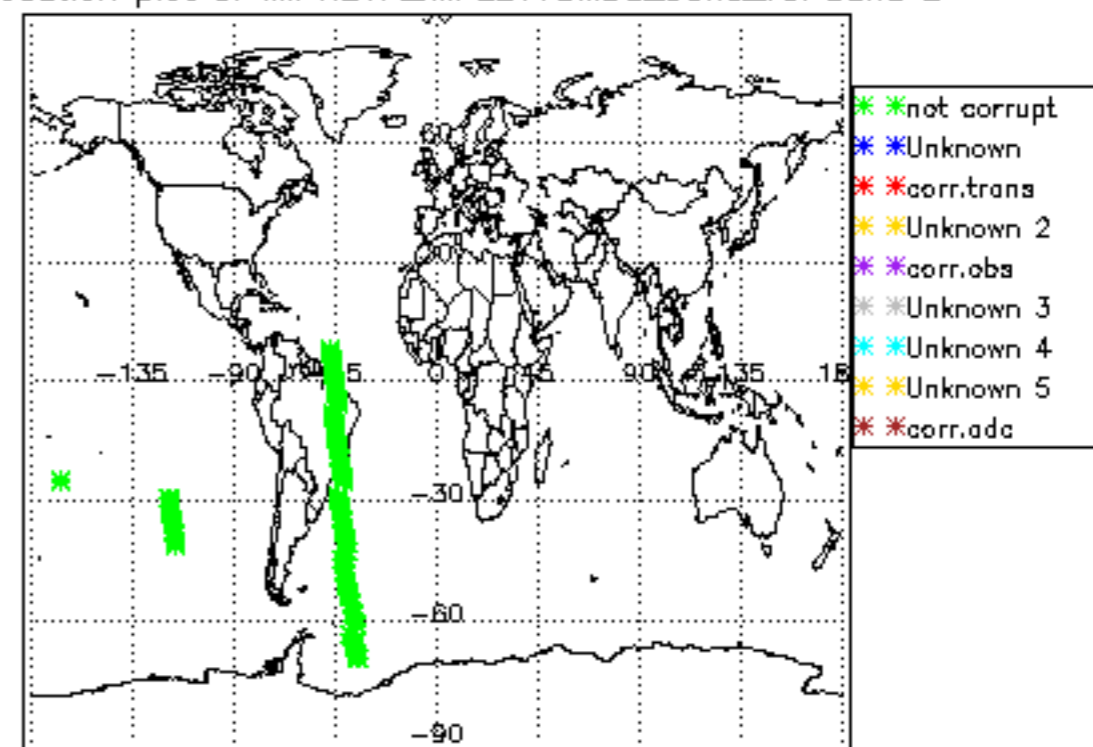 60
-135 -90 0 90 135
-30
-60
-90
not corrupt
Unknown
corr.trans
Unknown 2
corr.obs
Unknown 3
Unknown 4
Unknown 5
corr.adc